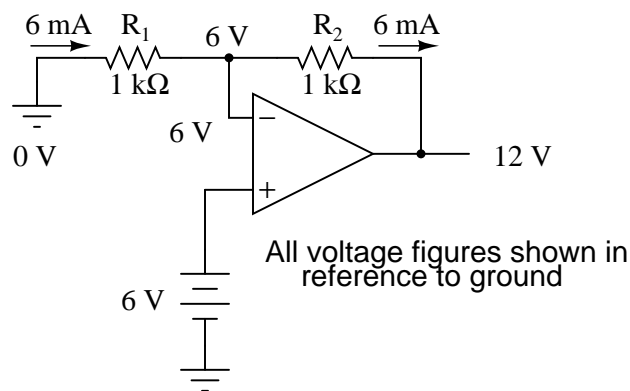 6 mA R1 6 V R2 6 mA
1 kΩ 1 kΩ
6 V −
0 V 12 V
+
All voltage figures shown in
reference to ground
6 V